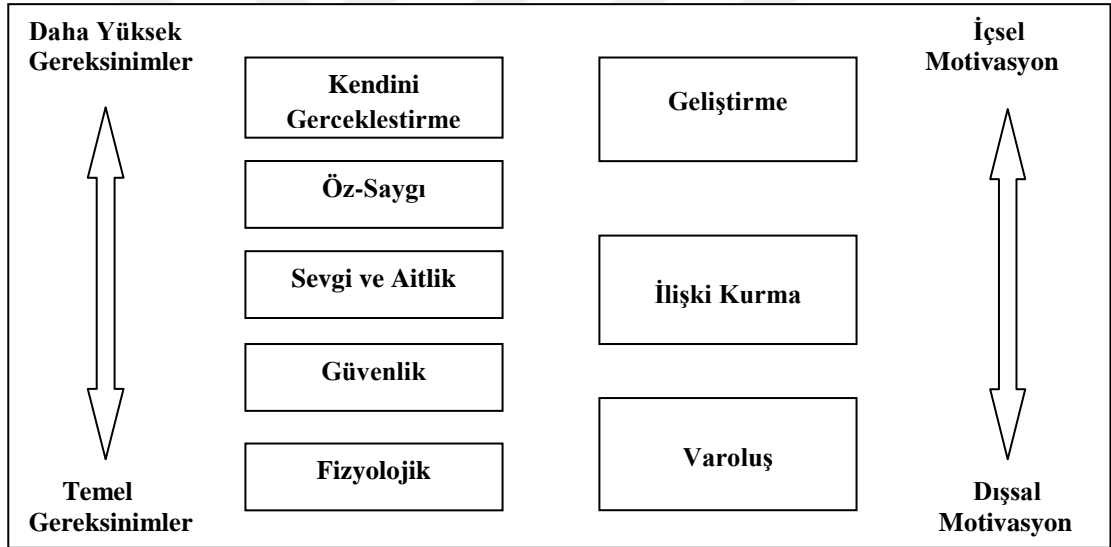 Daha Yüksek
Gereksinimler
İçsel
Motivasyon
Kendini
Gerceklestirme
Geliştirme
Öz-Saygı
Sevgi ve Aitlik
İlişki Kurma
Güvenlik
Fizyolojik
Varoluş
Temel
Gereksinimler
Dışsal
Motivasyon